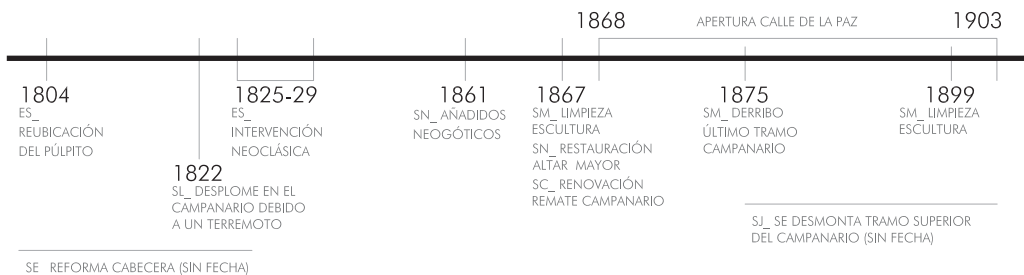 1868
APERTURA CALLE DE LA PAZ
1903
1804
ES_
REUBICACIÓN
DEL PÚLPITO
1822
SL_ DESPLOME EN EL
CAMPANARIO DEBIDO
A UN TERREMOTO
1825-29
ES_
INTERVENCIÓN
NEOCLÁSICA
1861
SN_ AÑADIDOS
NEOGÓTICOS
1867
SM_ LIMPIEZA
ESCULTURA
SN_ RESTAURACIÓN
ALTAR MAYOR
SC_ RENOVACIÓN
REMATE CAMPANARIO
1875
SM_ DERRIBO
ÚLTIMO TRAMO
CAMPANARIO
1899
SM_ LIMPIEZA
ESCULTURA
SJ_ SE DESMONTA TRAMO SUPERIOR
DEL CAMPANARIO (SIN FECHA)
SE REFORMA CABECERA (SIN FECHA)